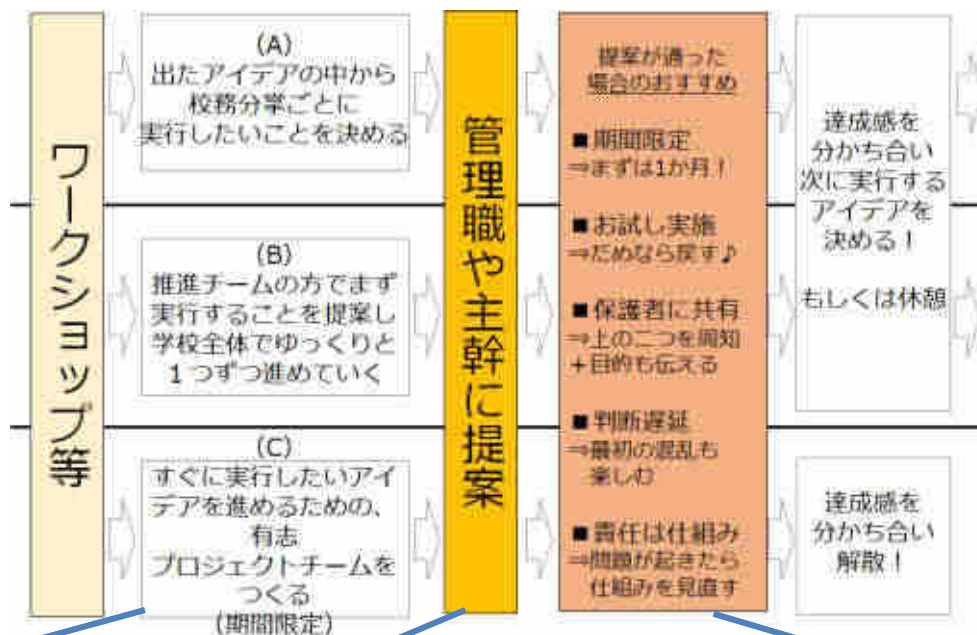 ワークショップ等
(A)
出たアイデアの中から
校務分掌ごとに
実行したいことを決める
(B)
推進チームの方でまず
実行することを提案し
学校全体でゆっくりと
1つずつ進めていく
(C)
すぐに実行したいアイ
デアを進めるための、
有志
プロジェクトチームを
つくる
(期間限定)
管理職や主幹に提案
提案が通った
場合のおすすめ
■期間限定
⇒まずは1か月！
■お試し実施
⇒だめなら戻す♪
■保護者に共有
⇒上の二つを周知
+目的も伝える
■判断遅延
⇒最初の混乱も
楽しむ
■責任は仕組み
⇒問題が起きたら
仕組みを見直す
達成感を
分かち合い
次に実行する
アイデアを
決める！
もしくは休憩
達成感を
分かち合い
解散！